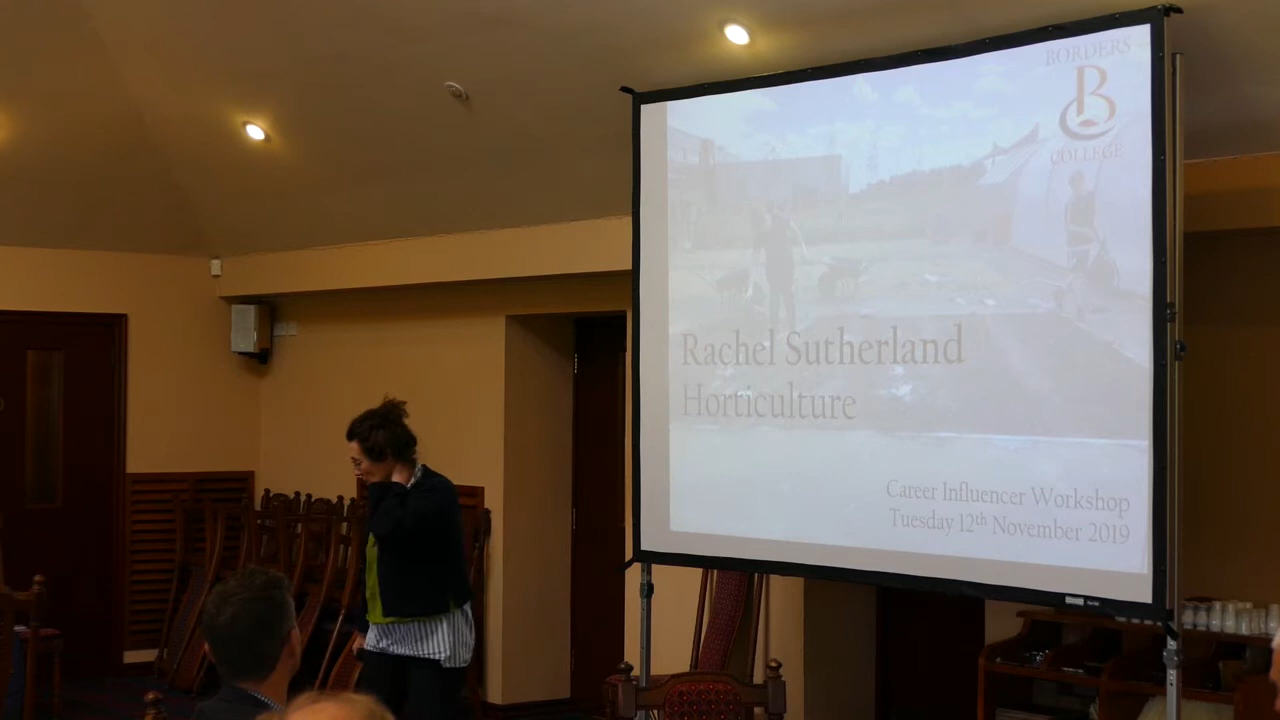 BORDERS
B
COLLEGE
Rachel Sutherland
Horticulture
Career Influencer Workshop
Tuesday 12th November 2019